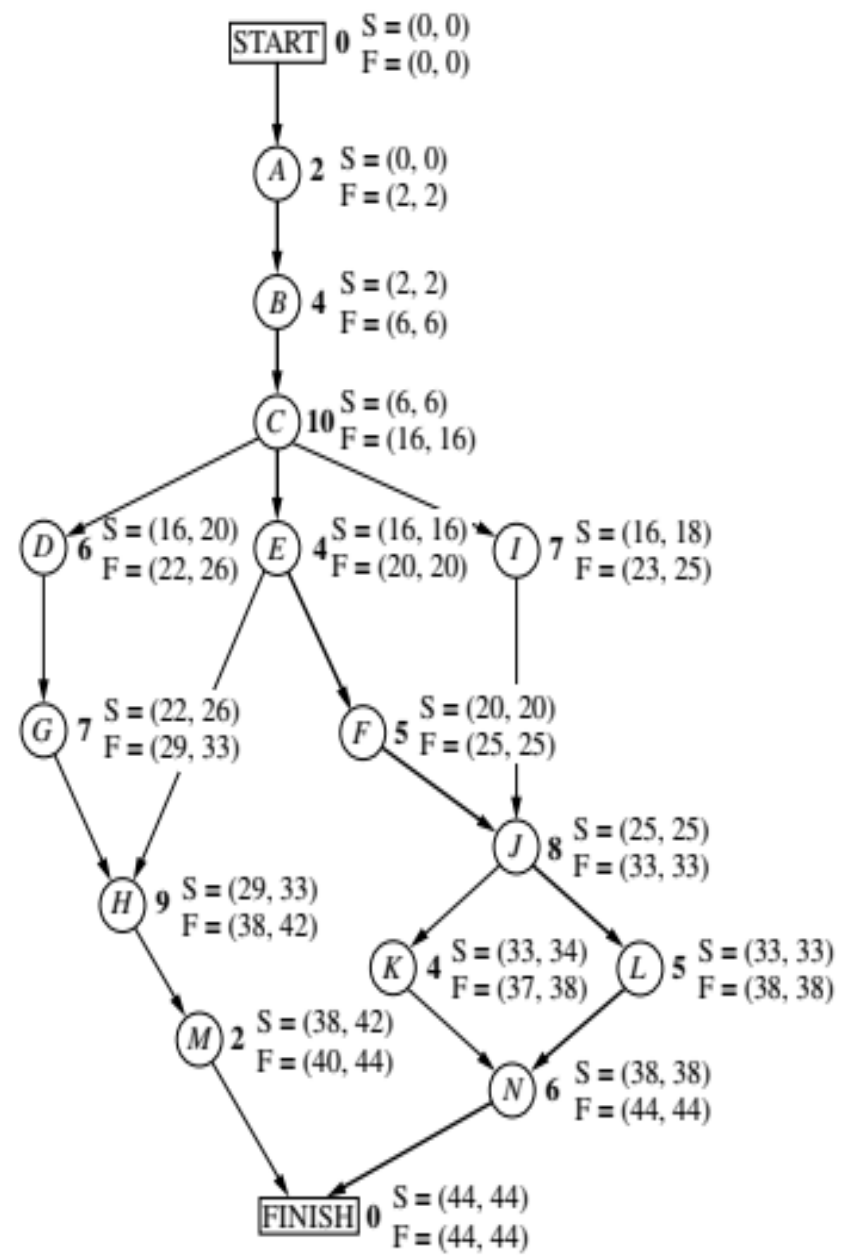 START 0 S = (0, 0)
F = (0, 0)
A 2 S = (0, 0)
F = (2, 2)
B 4 S = (2, 2)
F = (6, 6)
C 10 S = (6, 6)
F = (16, 16)
D 6 S = (16, 20)
F = (22, 26)
E 4 S = (16, 16)
F = (20, 20)
I 7 S = (16, 18)
F = (23, 25)
G 7 S = (22, 26)
F = (29, 33)
F 5 S = (20, 20)
F = (25, 25)
J 8 S = (25, 25)
F = (33, 33)
H 9 S = (29, 33)
F = (38, 42)
K 4 S = (33, 34)
F = (37, 38)
L 5 S = (33, 33)
F = (38, 38)
M 2 S = (38, 42)
F = (40, 44)
N 6 S = (38, 38)
F = (44, 44)
FINISH 0 S = (44, 44)
F = (44, 44)